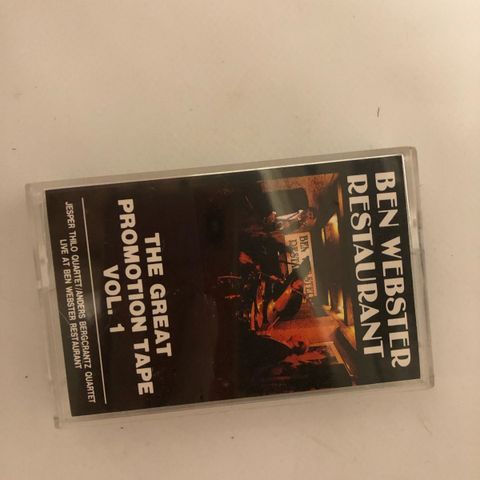 BEN WEBSTER
RESTAURANT
BEN
THE GREAT
PROMOTION TAPE
VOL. 1
JESPER THILO QUARTET/ANDERS BERGCRANTZ QUARTET
LIVE AT BEN WEBSTER RESTAURANT